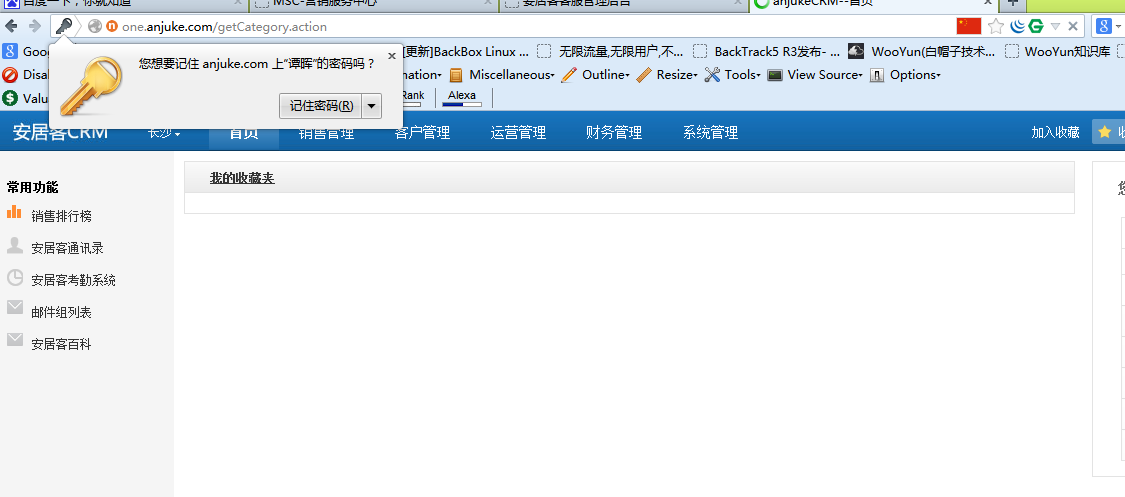 百度一下，你就知道
MSC-营销服务中心
安居客客服管理后台
anjukeCRM--首页
one.anjuke.com/getCategory.action
Goo
[更新]BackBox Linux ...
无限流量,无限用户,不...
BackTrack5 R3发布- ...
WooYun(白帽子技术...
WooYun知识库
您想要记住 anjuke.com 上“谭晖”的密码吗？
记住密码(R)
Disa
mation
Miscellaneous
Outline
Resize
Tools
View Source
Options
Valu
Rank
Alexa
安居客CRM
长沙
首页
销售管理
客户管理
运营管理
财务管理
系统管理
加入收藏
收
常用功能
销售排行榜
安居客通讯录
安居客考勤系统
邮件组列表
安居客百科
我的收藏夹
您